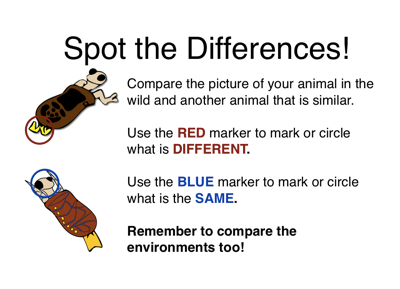 Spot the Differences!
Compare the picture of your animal in the
wild and another animal that is similar.
Use the RED marker to mark or circle
what is DIFFERENT.
Use the BLUE marker to mark or circle
what is the SAME.
Remember to compare the
environments too!